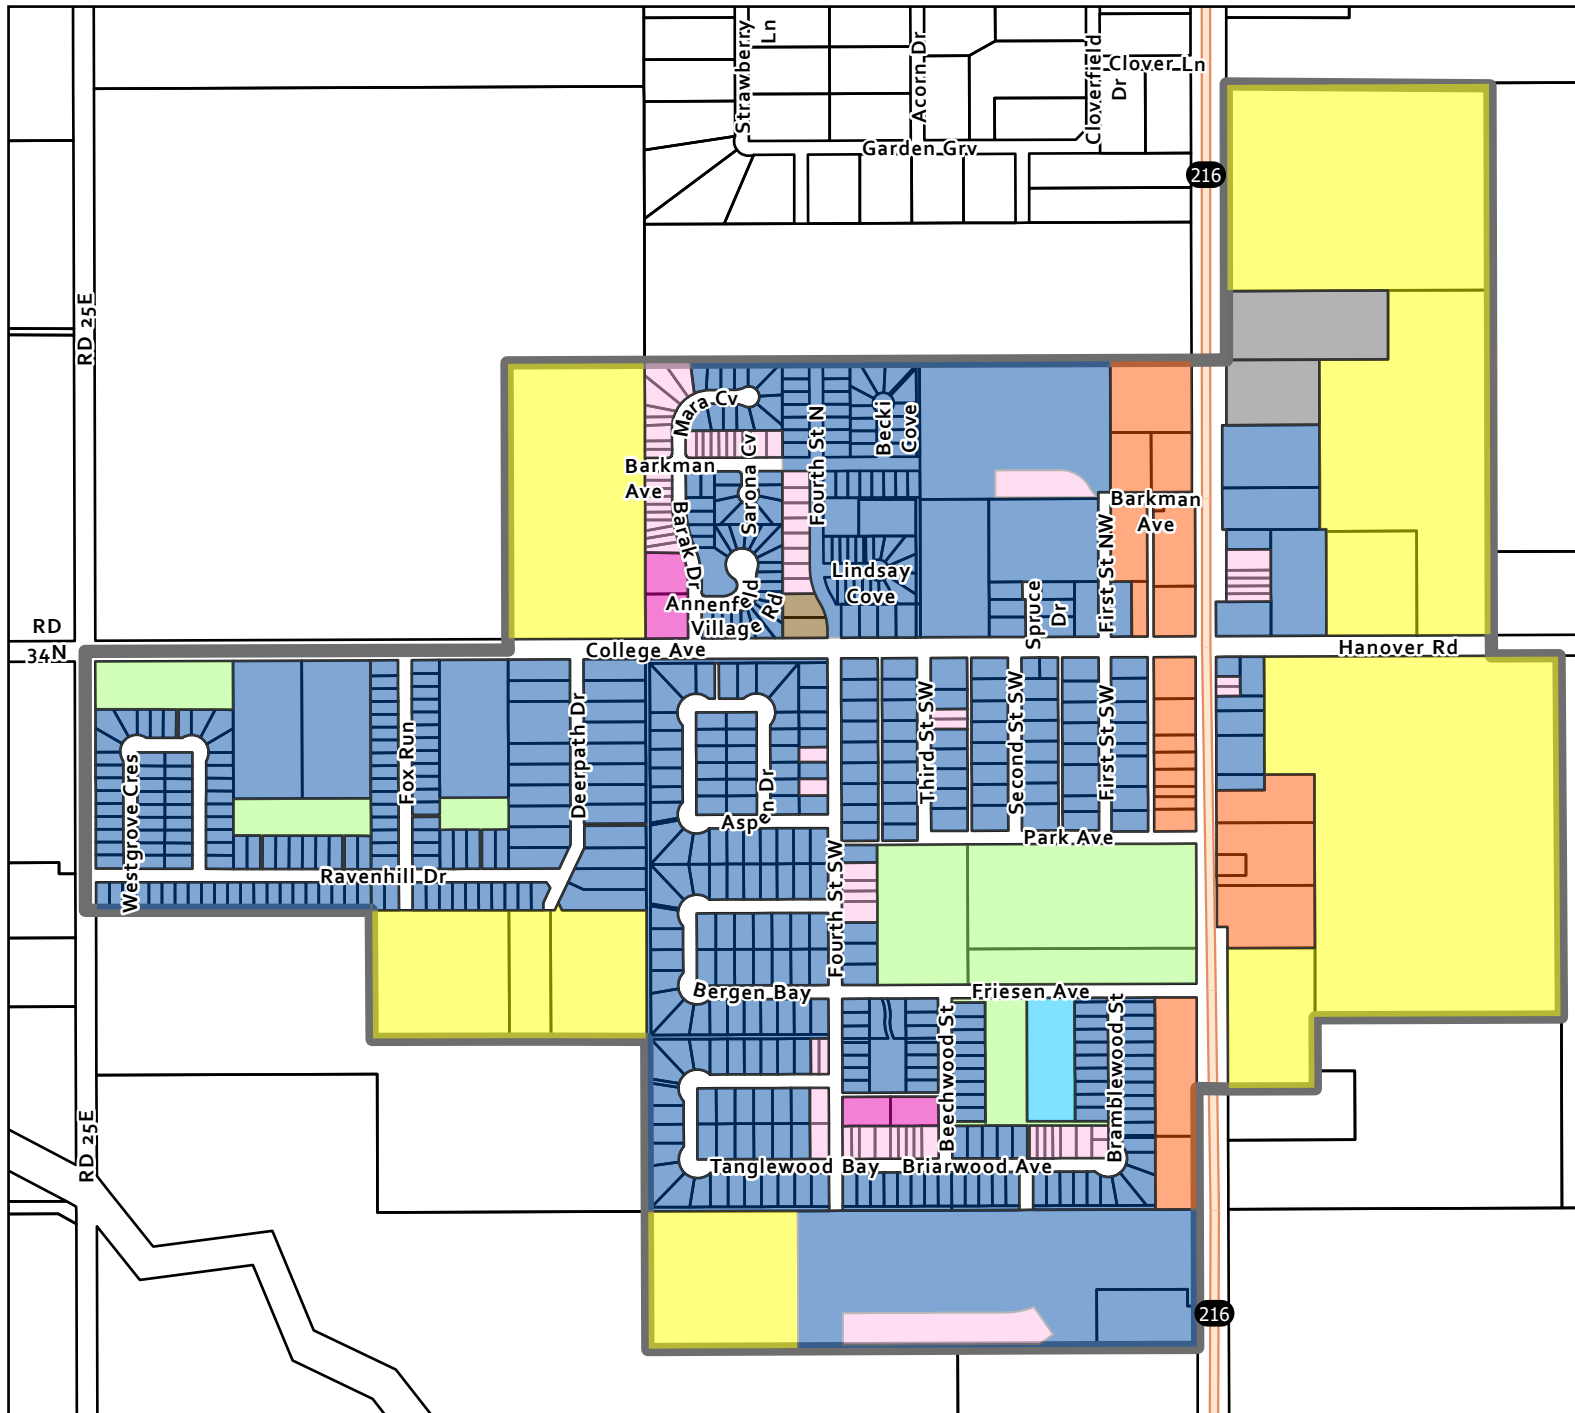 Strawberry
Ln
Acorn Dr
Cloverfield
Dr
Clover Ln
Garden Grv
216
RD 25E
Mara Cv
Fourth St N
Becki
Cove
Barkman
Ave
Sarona Cv
Barak Dr
Barkman
Ave
First St NW
Lindsay
Cove
Annenfeld
Village Rd
Spruce
Dr
RD
34N
College Ave
Hanover Rd
Westgrove Cres
Fox Run
Deerpath Dr
Aspen Dr
Third St SW
Second St SW
First St SW
Park Ave
Ravenhill Dr
Fourth St SW
Bergen Bay
Friesen Ave
Beechwood St
Bramblewood St
RD 25E
Tanglewood Bay
Briarwood Ave
216